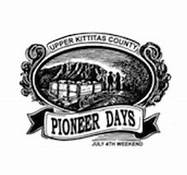 UPPER KITTITAS COUNTY
PIONEER DAYS
JULY 4TH WEEKEND